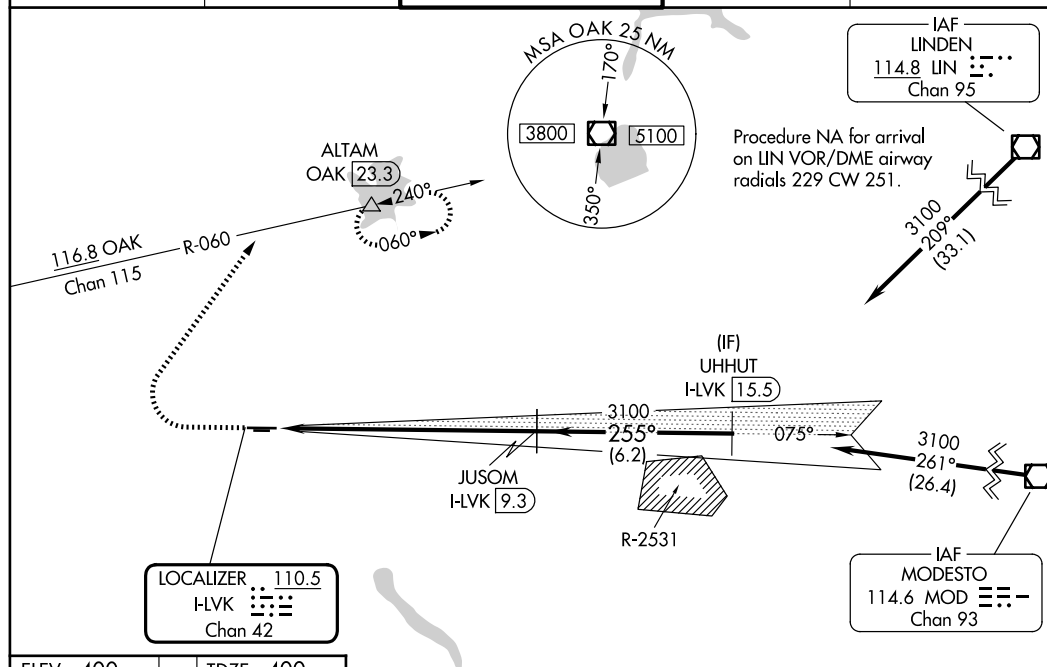 MSA OAK 25 NM
170°
3800
5100
350°
IAF
LINDEN
114.8 LIN
Chan 95
Procedure NA for arrival
on LIN VOR/DME airway
radials 229 CW 251.
3100
209°
(33.1)
ALTAM
OAK 23.3
240°
060°
116.8 OAK
R-060
Chan 115
(IF)
UHHUT
I-LVK 15.5
3100
255°
(6.2)
075°
3100
261°
(26.4)
JUSOM
I-LVK 9.3
R-2531
LOCALIZER 110.5
I-LVK
Chan 42
IAF
MODESTO
114.6 MOD
Chan 93
ELEV 400
TDZE 400